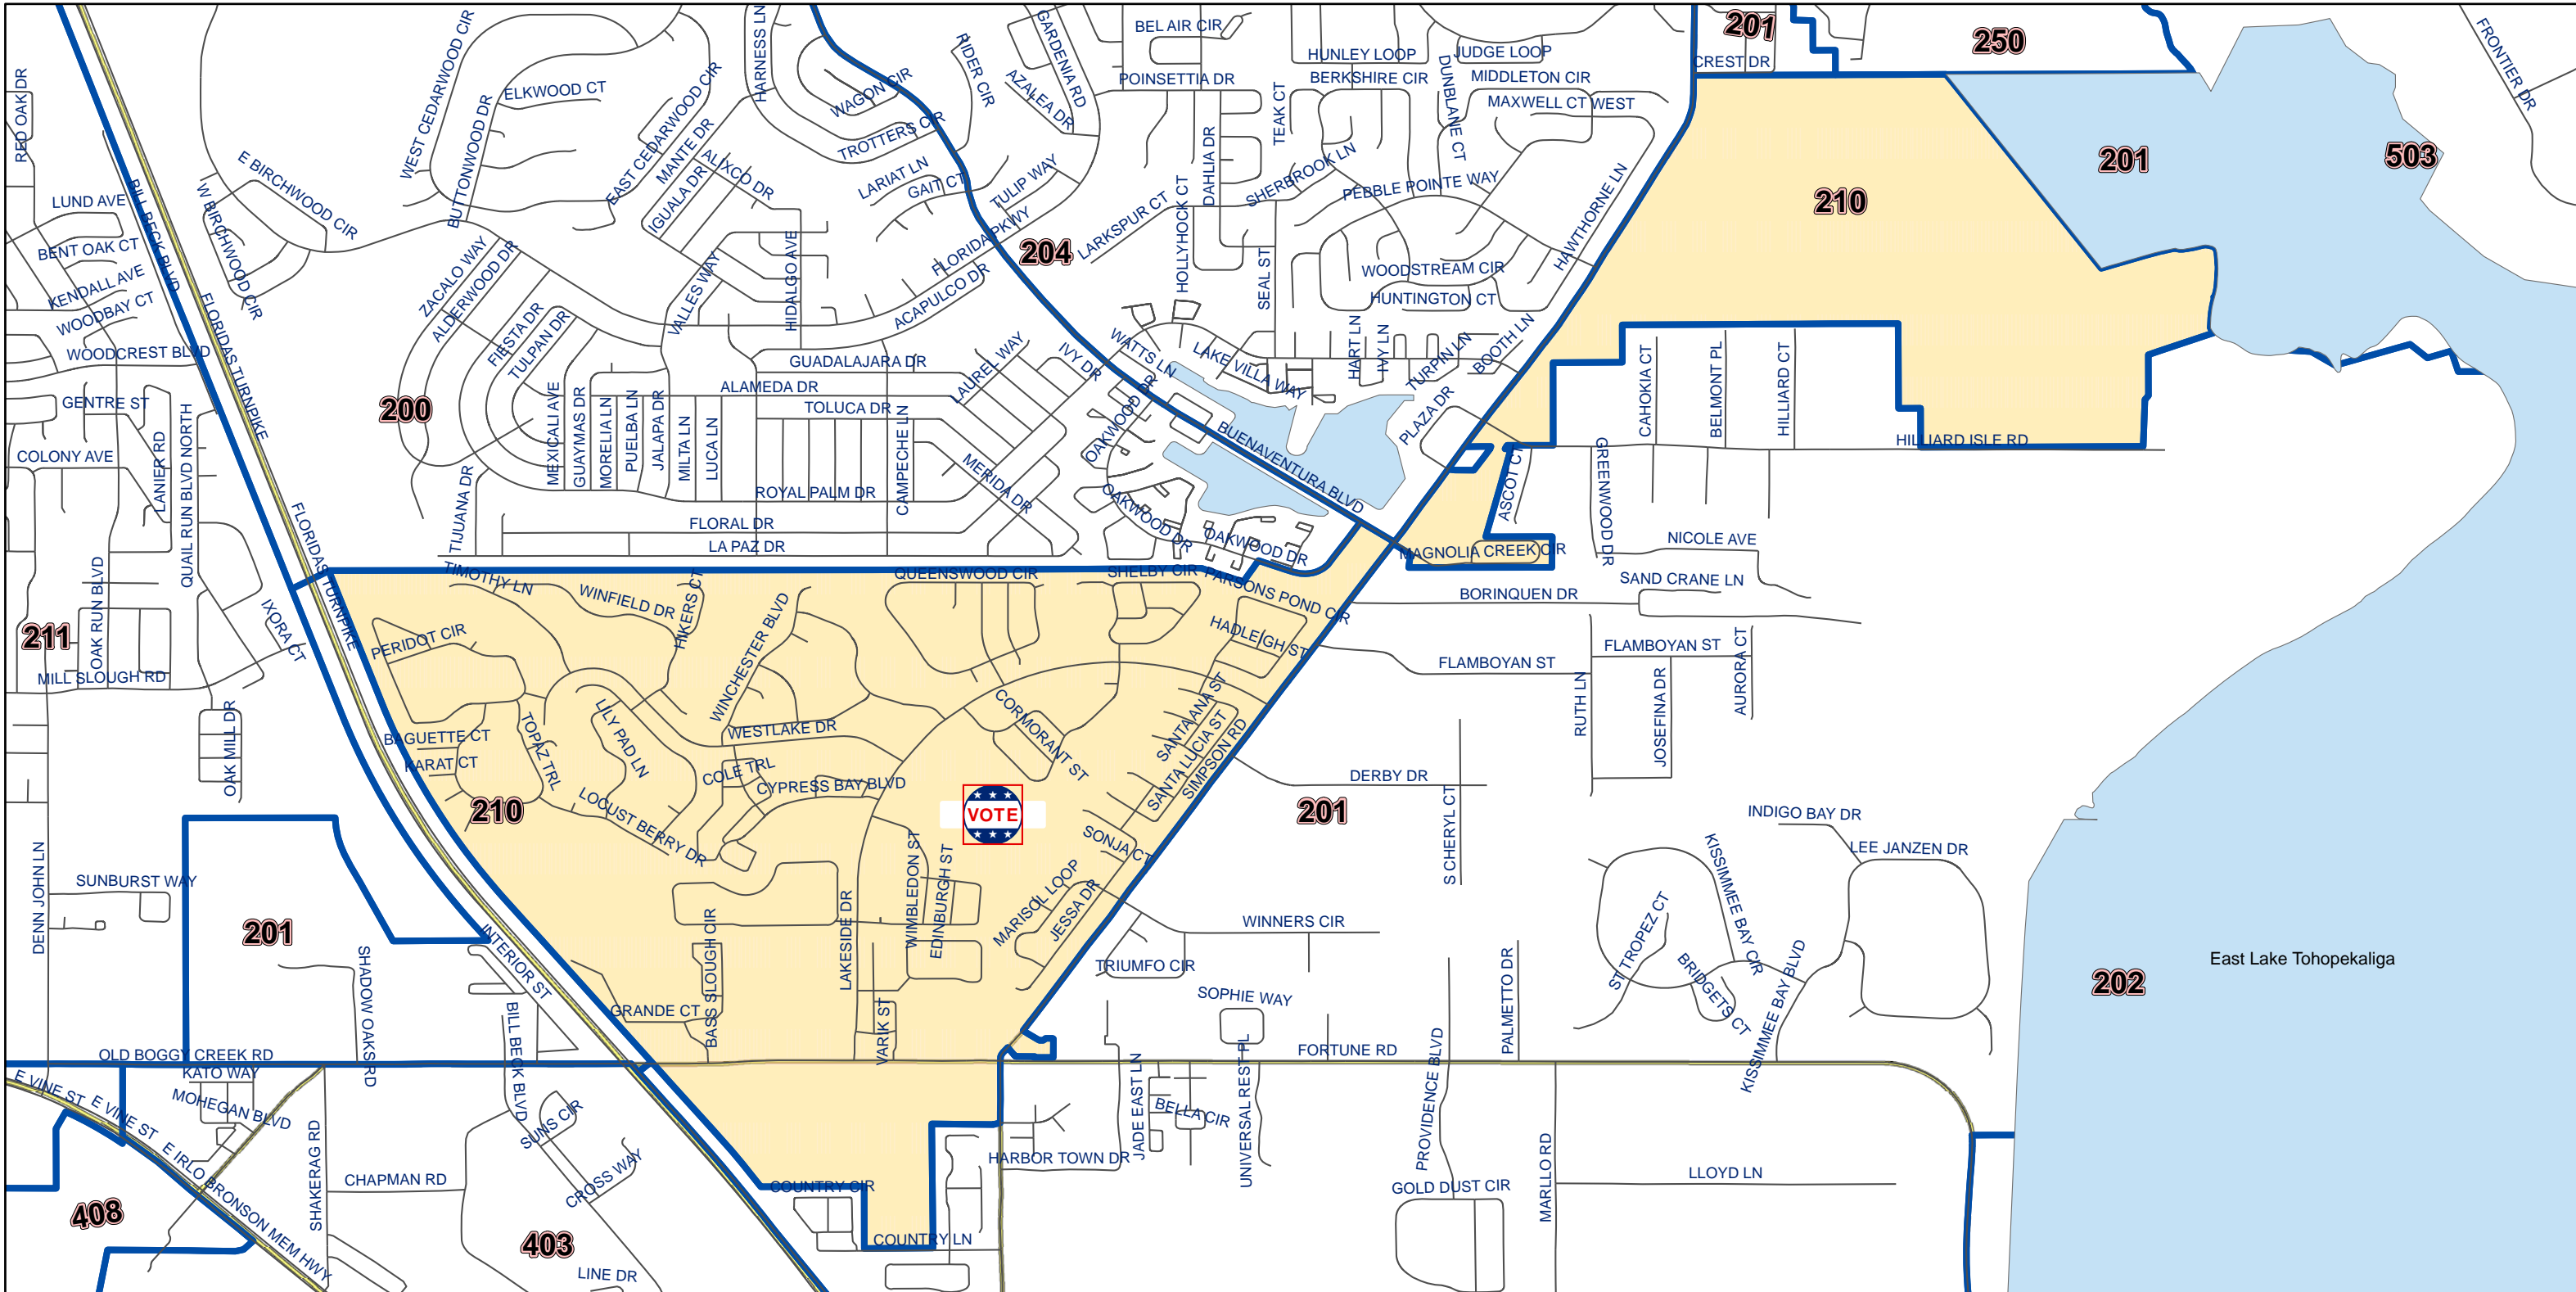 201
250
503
201
210
204
200
211
210
201
201
202
408
403
VOTE
East Lake Tohopekaliga
RED OAK DR
WEST CEDARWOOD CIR
HARNESS LN
RIDER CIR
GARDENIA RD
BEL AIR CIR
HUNLEY LOOP
JUDGE LOOP
CREST DR
FRONTIER DR
ELKWOOD CT
BUTTONWOOD DR
EAST CEDARWOOD CIR
WAGON CIR
AZALEA DR
POINSETTIA DR
BERKSHIRE CIR
MIDDLETON CIR
DUNBLANE CT
MAXWELL CT WEST
TEAK CT
MANTE DR
TROTTERS CIR
DAHLIA DR
E BIRCHWOOD CIR
W BIRCHWOOD CIR
ALIXCO DR
IGUALA DR
LARIAT LN
GAIT CT
TULIP WAY
SHERBROOK LN
PEBBLE POINTE WAY
HAWTHORNE LN
LUND AVE
BILL BECK BLVD
BENT OAK CT
KENDALL AVE
WOODBAY CT
WOODCREST BLVD
FLORIDAS TURNPIKE
ZACALO WAY
ALDERWOOD DR
VALLES WAY
HIDALGO AVE
FLORIDA PKWY
ACAPULCO DR
LARKSPUR CT
HOLLYHOCK CT
SEAL ST
WOODSTREAM CIR
HUNTINGTON CT
FIESTA DR
TULPAN DR
GUADALAJARA DR
ALAMEDA DR
TOLUCA DR
LAUREL WAY
IVY DR
WATTS LN
LAKE VILLA WAY
HART LN
IVY LN
TURPIN LN
BOOTH LN
PLAZA DR
CAHOKIA CT
BELMONT PL
HILLIARD CT
HILLIARD ISLE RD
GENTRE ST
COLONY AVE
LANIER RD
QUAIL RUN BLVD NORTH
MEXICALI AVE
GUAYMAS DR
MORELIA LN
PUELBA LN
JALAPA DR
MILTA LN
LUCA LN
CAMPECHE LN
ROYAL PALM DR
MERIDA DR
OAKWOOD DR
BUENAVENTURA BLVD
ASCOT CT
GREENWOOD DR
TIJUANA DR
FLORAL DR
LA PAZ DR
OAKWOOD DR
OAKWOOD DR
MAGNOLIA CREEK CIR
NICOLE AVE
SAND CRANE LN
BORINQUEN DR
FLORIDAS TURNPIKE
OAK RUN BLVD
IXORA CT
MILL SLOUGH RD
OAK MILL DR
TIMOTHY LN
WINFIELD DR
HIKERS CT
QUEENSWOOD CIR
SHELBY CIR
PARSONS POND CIR
HADLEIGH ST
FLAMBOYAN ST
FLAMBOYAN ST
RUTH LN
JOSEFINA DR
AURORA CT
PERIDOT CIR
WINCHESTER BLVD
BAGUETTE CT
KARAT CT
TOPAZ TRL
LILY PAD LN
WESTLAKE DR
COLE TRL
CYPRESS BAY BLVD
LOCUST BERRY DR
CORMORANT ST
SANTA ANA ST
SANTA LUCIA ST
SIMPSON RD
DERBY DR
S CHERYL CT
INDIGO BAY DR
LEE JANZEN DR
KISSIMMEE BAY CIR
DENN JOHN LN
SUNBURST WAY
WIMBLEDON ST
EDINBURGH ST
SONJA CT
MARISOL LOOP
JESSA DR
WINNERS CIR
TRIUMFO CIR
SOPHIE WAY
PALMETTO DR
ST TROPEZ CT
BRIDGETS CT
KISSIMMEE BAY BLVD
SHADOW OAKS RD
INTERIOR ST
BILL BECK BLVD
GRANDE CT
BASS SLOUGH CIR
LAKESIDE DR
VARIK ST
FORTUNE RD
OLD BOGGY CREEK RD
KATO WAY
MOHEGAN BLVD
E VINE ST
E VINE ST
E IRLO BRONSON MEM HWY
SHAKERAG RD
CHAPMAN RD
SUNS CIR
CROSS WAY
LINE DR
COUNTRY CIR
COUNTRY LN
HARBOR TOWN DR
JADE EAST LN
BELLA CIR
UNIVERSAL REST PL
PROVIDENCE BLVD
GOLD DUST CIR
MARLLO RD
LLOYD LN
FLORIDAS TURNPIKE